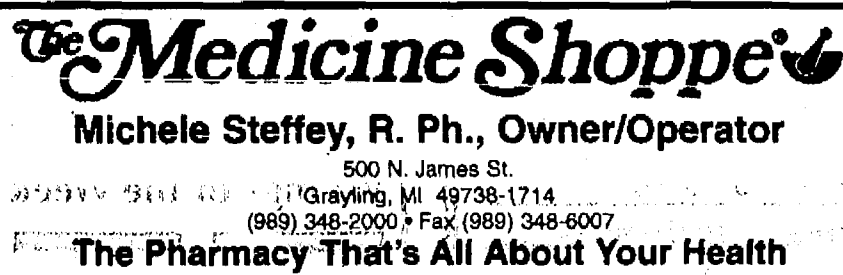 The Medicine Shoppe®
Michele Steffey, R. Ph., Owner/Operator
500 N. James St.
Grayling, MI 49738-1714
(989) 348-2000 • Fax (989) 348-6007
The Pharmacy That's All About Your Health